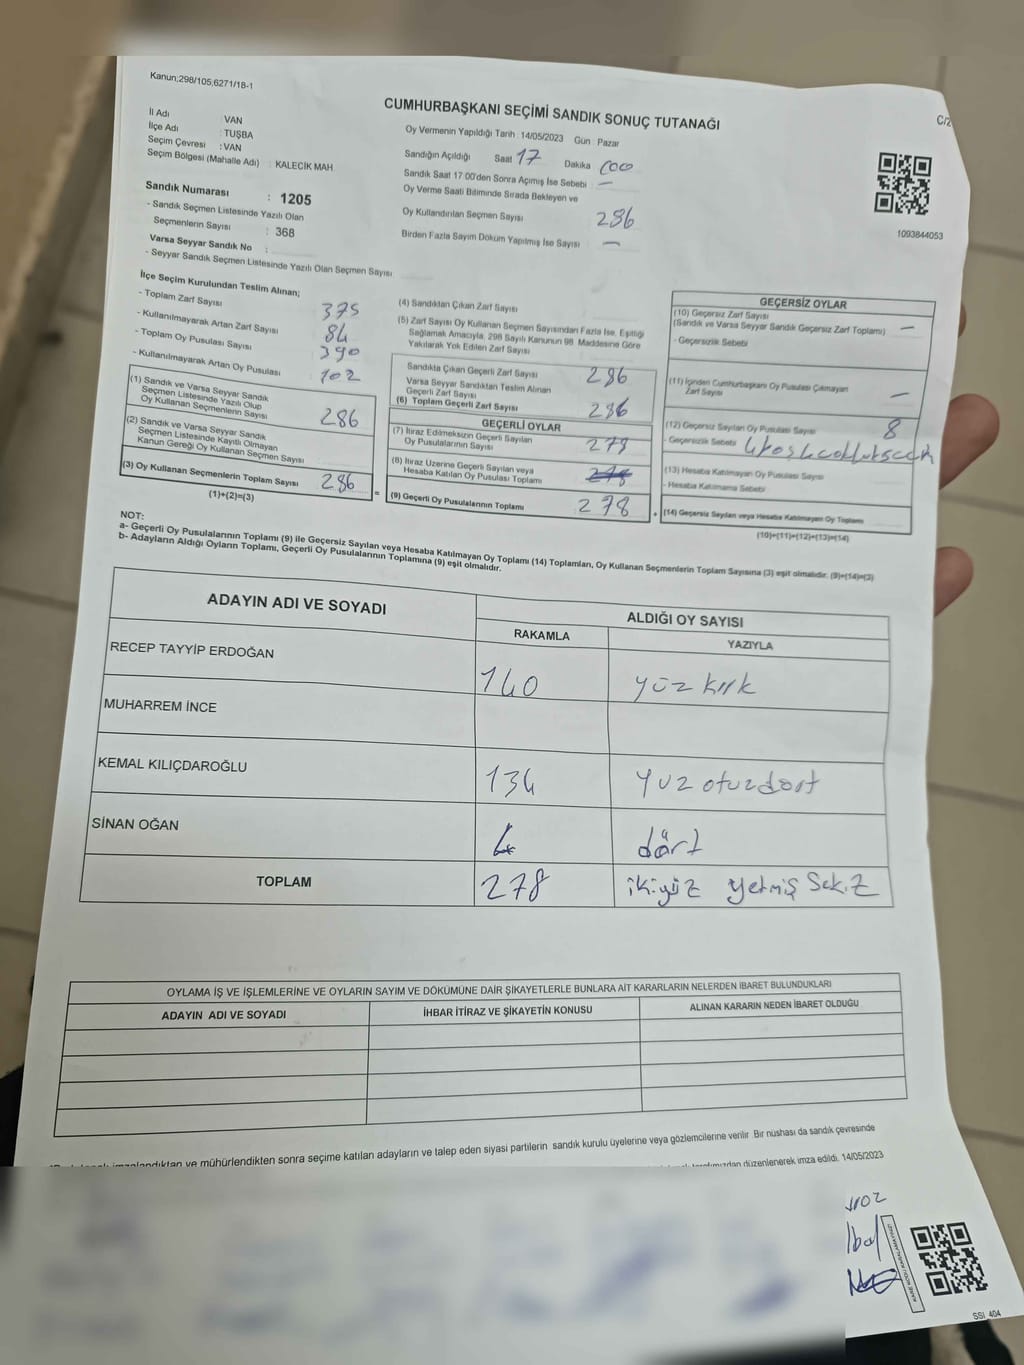 Kanun;298/105;6271/18-1
CUMHURBAŞKANI SEÇİMİ SANDIK SONUÇ TUTANAĞI
C/2
İl Adı : VAN
İlçe Adı : TUŞBA
Seçim Çevresi : VAN
Seçim Bölgesi (Mahalle Adı) : KALECİK MAH
Sandık Numarası : 1205
- Sandık Seçmen Listesinde Yazılı Olan
Seçmenlerin Sayısı : 368
Varsa Seyyar Sandık No :
- Seyyar Sandık Seçmen Listesinde Yazılı Olan Seçmen Sayısı
Oy Vermenin Yapıldığı Tarih :14/05/2023 Gün : Pazar
Sandığın Açıldığı Saat 17 Dakika 00
Sandık Saat 17:00'den Sonra Açımış İse Sebebi : —
Oy Verme Saati Bitiminde Sırada Bekleyen ve
Oy Kullandırılan Seçmen Sayısı 286
Birden Fazla Sayım Döküm Yapılmış İse Sayısı : —
1093844053
İlçe Seçim Kurulundan Teslim Alınan;
- Toplam Zarf Sayısı 375
- Kullanılmayarak Artan Zarf Sayısı 84
- Toplam Oy Pusulası Sayısı 390
- Kullanılmayarak Artan Oy Pusulası 102
(1) Sandık ve Varsa Seyyar Sandık
Seçmen Listesinde Yazılı Olup
Oy Kullanan Seçmenlerin Sayısı 286
(2) Sandık ve Varsa Seyyar Sandık
Seçmen Listesinde Kayıtlı Olmayan
Kanun Gereği Oy Kullanan Seçmen Sayısı
(3) Oy Kullanan Seçmenlerin Toplam Sayısı 286
(1)+(2)=(3)
=
(4) Sandıktan Çıkan Zarf Sayısı
(5) Zarf Sayısı Oy Kullanan Seçmen Sayısından Fazla İse, Eşitliği
Sağlamak Amacıyla, 298 Sayılı Kanunun 98. Maddesine Göre
Yakılarak Yok Edilen Zarf Sayısı
Sandıkta Çıkan Geçerli Zarf Sayısı 286
Varsa Seyyar Sandıktan Teslim Alınan
Geçerli Zarf Sayısı
(6) Toplam Geçerli Zarf Sayısı 286
GEÇERLİ OYLAR
(7) İtiraz Edilmeksizin Geçerli Sayılan
Oy Pusulalarının Sayısı 278
(8) İtiraz Üzerine Geçerli Sayılan veya
Hesaba Katılan Oy Pusulası Toplamı 278
(9) Geçerli Oy Pusulalarının Toplamı 278
+
GEÇERSİZ OYLAR
(10) Geçersiz Zarf Sayısı
(Sandık ve Varsa Seyyar Sandık Geçersiz Zarf Toplamı) —
- Geçersizlik Sebebi
(11) İçinden Cumhurbaşkanı Oy Pusulası Çıkmayan
Zarf Sayısı —
(12) Geçersiz Sayılan Oy Pusulası Sayısı 8
- Geçersizlik Sebebi
(13) Hesaba Katılmayan Oy Pusulası Sayısı
- Hesaba Katılmama Sebebi
(14) Geçersiz Sayılan veya Hesaba Katılmayan Oy Toplamı
(10)+(11)+(12)+(13)=(14)
NOT:
a- Geçerli Oy Pusulalarının Toplamı (9) ile Geçersiz Sayılan veya Hesaba Katılmayan Oy Toplamı (14) Toplamları, Oy Kullanan Seçmenlerin Toplam Sayısına (3) eşit olmalıdır. (9)+(14)=(3)
b- Adayların Aldığı Oyların Toplamı, Geçerli Oy Pusulalarının Toplamına (9) eşit olmalıdır.
ADAYIN ADI VE SOYADI ALDIĞI OY SAYISI
RAKAMLA YAZIYLA
RECEP TAYYİP ERDOĞAN 140 yüz kırk
MUHARREM İNCE
KEMAL KILIÇDAROĞLU 134 yuz otuzdort
SİNAN OĞAN 4 dört
TOPLAM 278 ikiyüz yetmiş Sekiz
OYLAMA İŞ VE İŞLEMLERİNE VE OYLARIN SAYIM VE DÖKÜMÜNE DAİR ŞİKAYETLERLE BUNLARA AİT KARARLARIN NELERDEN İBARET BULUNDUKLARI
ADAYIN ADI VE SOYADI İHBAR İTİRAZ VE ŞİKAYETİN KONUSU ALINAN KARARIN NEDEN İBARET OLDUĞU
ve mühürlendikten sonra seçime katılan adayların ve talep eden siyasi partilerin sandık kurulu üyelerine veya gözlemcilerine verilir. Bir nüshası da sandık çevresinde
düzenlenerek imza edildi. 14/05/2023
SSI 404